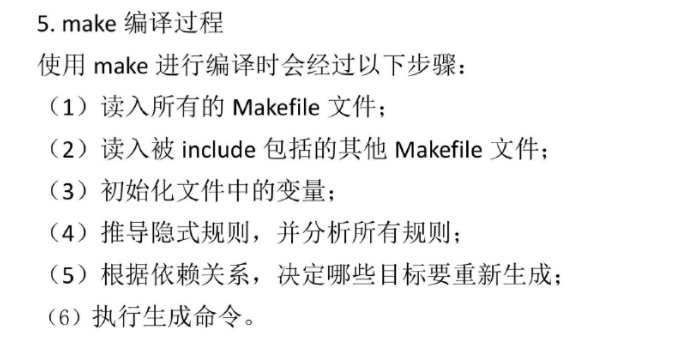 5. make 编译过程
使用 make 进行编译时会经过以下步骤：
（1）读入所有的 Makefile 文件；
（2）读入被 include 包括的其他 Makefile 文件；
（3）初始化文件中的变量；
（4）推导隐式规则，并分析所有规则；
（5）根据依赖关系，决定哪些目标要重新生成；
（6）执行生成命令。